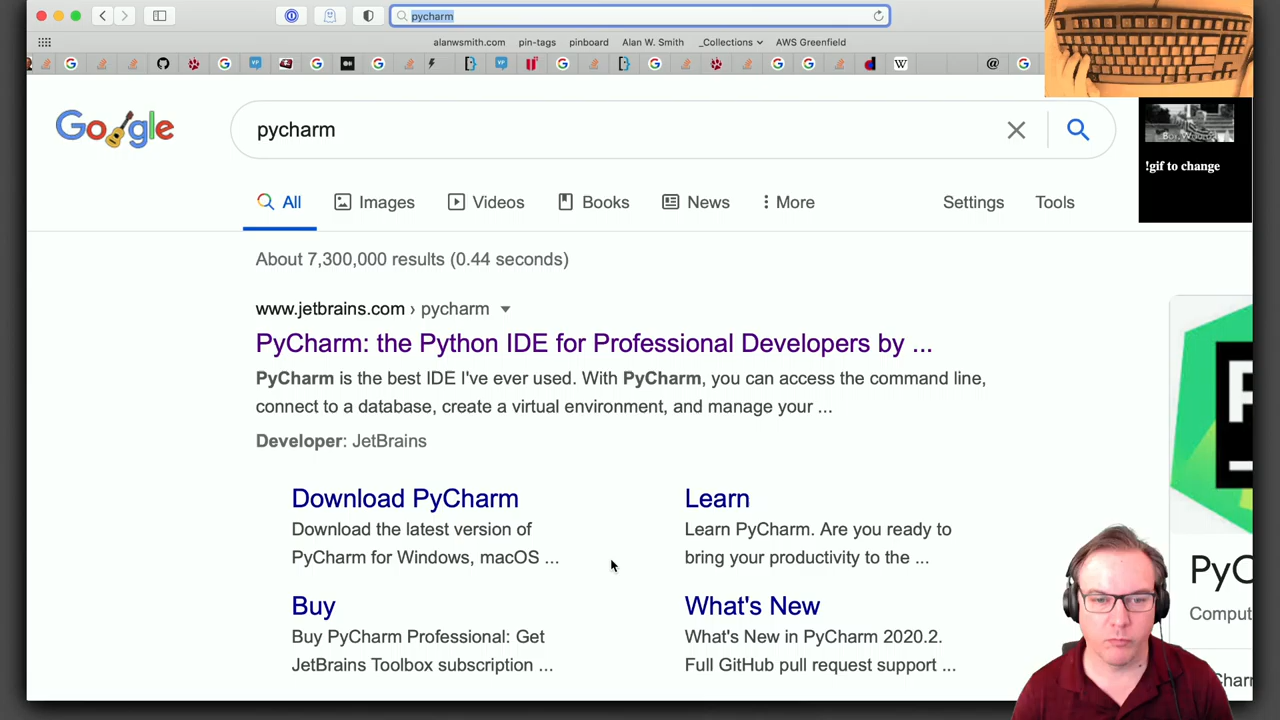 pycharm
alanwsmith.com pin-tags pinboard Alan W. Smith _Collections AWS Greenfield
Google
pycharm
!gif to change
All Images Videos Books News More Settings Tools
About 7,300,000 results (0.44 seconds)
www.jetbrains.com › pycharm
PyCharm: the Python IDE for Professional Developers by ...
PyCharm is the best IDE I've ever used. With PyCharm, you can access the command line,
connect to a database, create a virtual environment, and manage your ...
Developer: JetBrains
Download PyCharm
Download the latest version of
PyCharm for Windows, macOS ...
Learn
Learn PyCharm. Are you ready to
bring your productivity to the ...
Buy
Buy PyCharm Professional: Get
JetBrains Toolbox subscription ...
What's New
What's New in PyCharm 2020.2.
Full GitHub pull request support ...
PyC
Comput